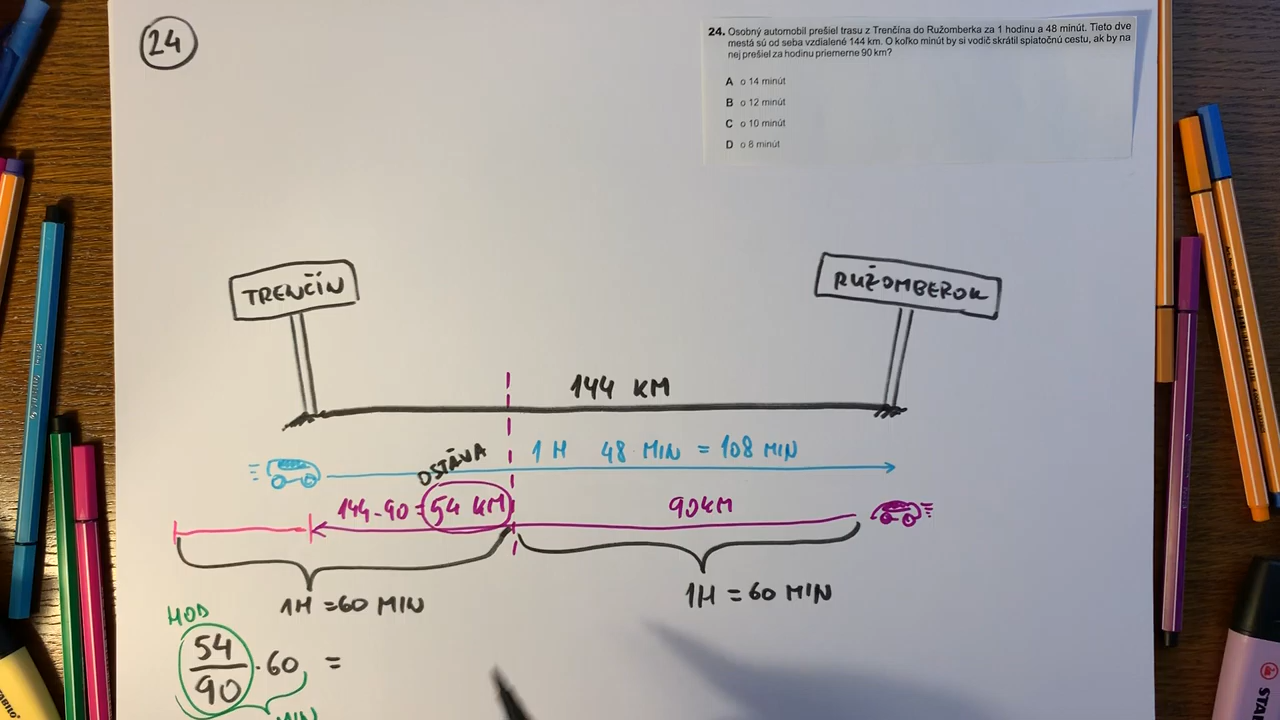 24
24. Osobný automobil prešiel trasu z Trenčína do Ružomberka za 1 hodinu a 48 minút. Tieto dve
mestá sú od seba vzdialené 144 km. O koľko minút by si vodič skrátil spiatočnú cestu, ak by na
nej prešiel za hodinu priemerne 90 km?
A o 14 minút
B o 12 minút
C o 10 minút
D o 8 minút
TRENČÍN
RUŽOMBEROK
144 KM
OSTÁVA
1 H 48 MIN = 108 MIN
144-90=54 KM
90KM
1H =60 MIN
1H = 60 MIN
HOD
54
90
·60 =
MIN